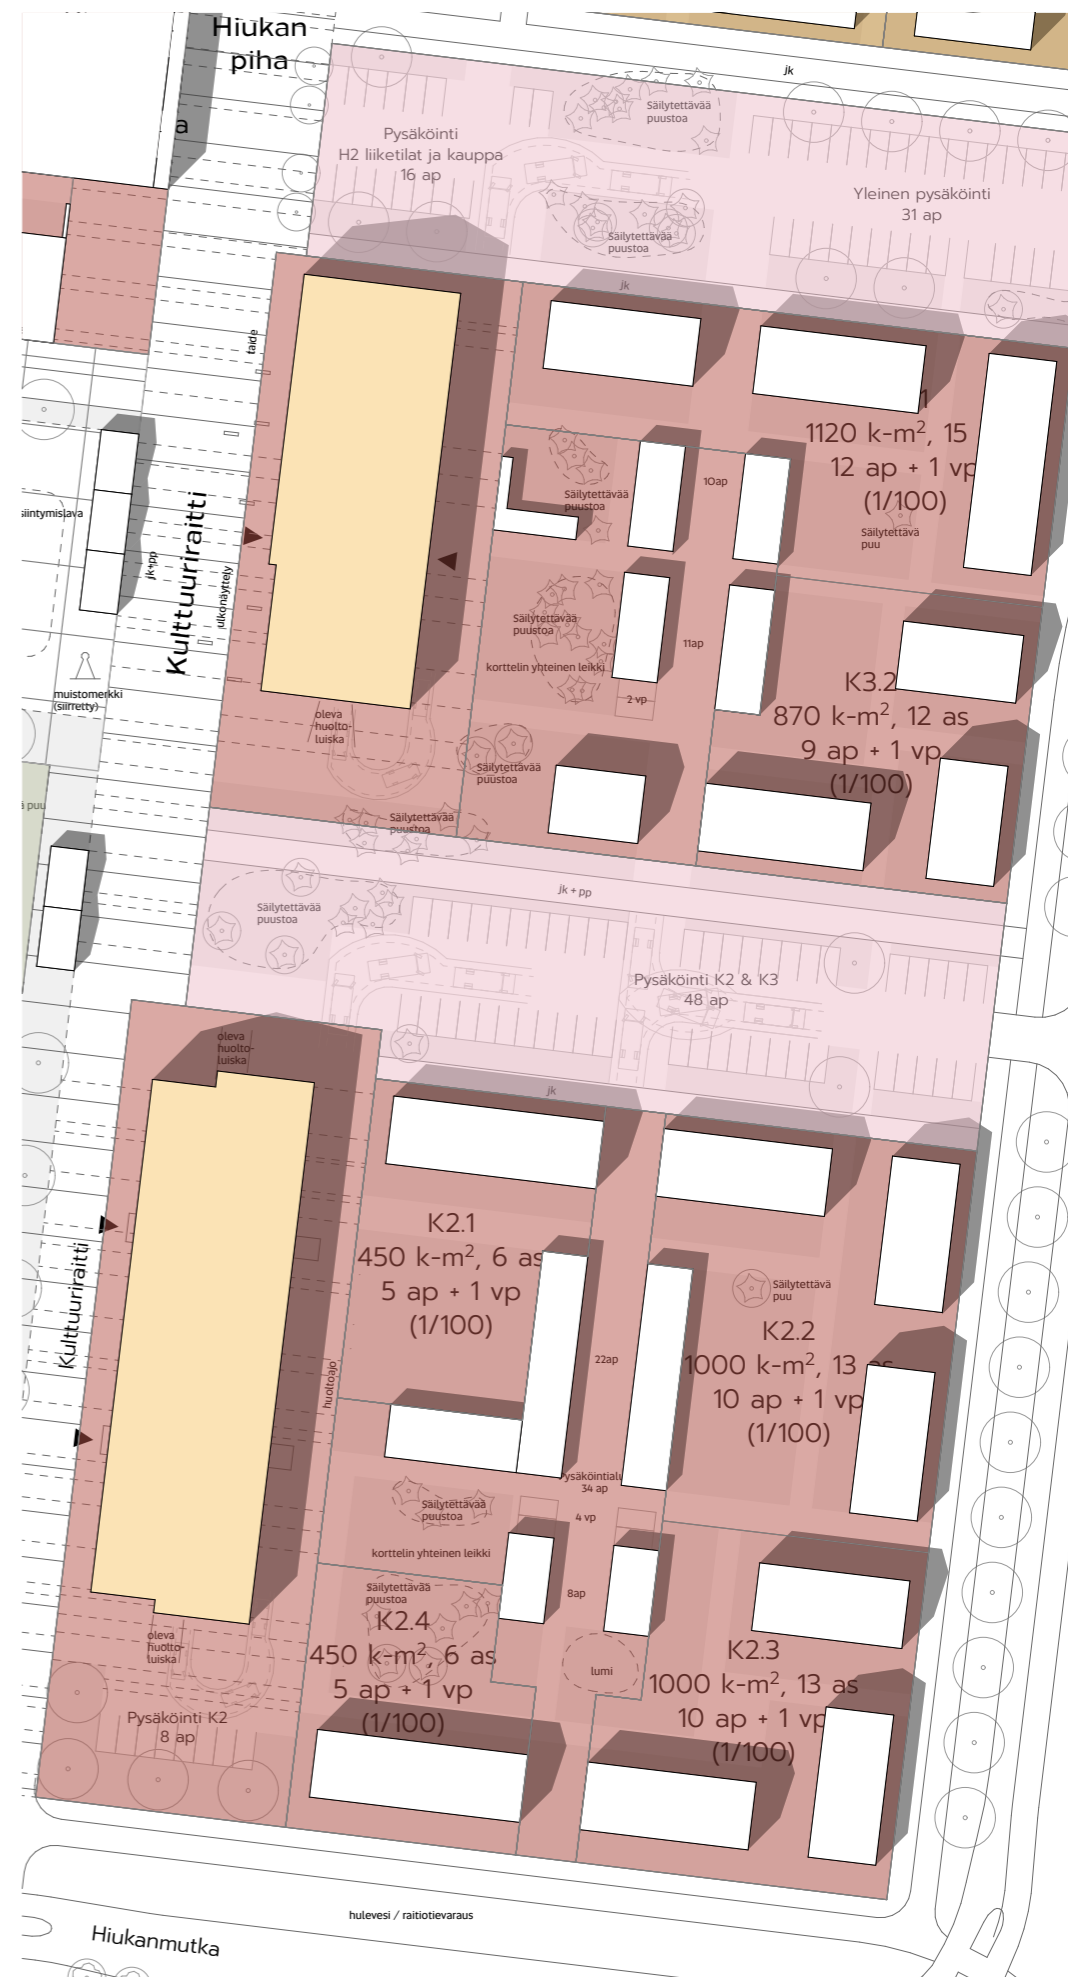 Hiukan
piha
a
jk
Säilytettävää
puustoa
Pysäköinti
H2 liiketilat ja kauppa
16 ap
Yleinen pysäköinti
31 ap
Säilytettävää
puustoa
jk
taide
1
1120 k-m², 15
12 ap + 1 vp
(1/100)
10ap
Säilytettävää
puustoa
Säilytettävä
puu
siintymislava
jk+pp
Kulttuuriraitti
ulkonäyttely
Säilytettävää
puustoa
11ap
korttelin yhteinen leikki
2 vp
K3.2
870 k-m², 12 as
9 ap + 1 vp
(1/100)
muistomerkki
(siirretty)
oleva
huolto-
luiska
Säilytettävää
puustoa
ä puu
Säilytettävää
puustoa
jk + pp
Säilytettävää
puustoa
Pysäköinti K2 & K3
48 ap
oleva
huolto-
luiska
jk
K2.1
450 k-m², 6 as
5 ap + 1 vp
(1/100)
Säilytettävä
puu
K2.2
1000 k-m², 13 as
10 ap + 1 vp
(1/100)
Kulttuuriraitti
22ap
huoltoajo
Pysäköintialu
34 ap
Säilytettävää
puustoa
4 vp
korttelin yhteinen leikki
Säilytettävää
puustoa
8ap
K2.4
450 k-m², 6 as
5 ap + 1 vp
(1/100)
oleva
huolto-
luiska
lumi
K2.3
1000 k-m², 13 as
10 ap + 1 vp
(1/100)
Pysäköinti K2
8 ap
hulevesi / raitiotievaraus
Hiukanmutka